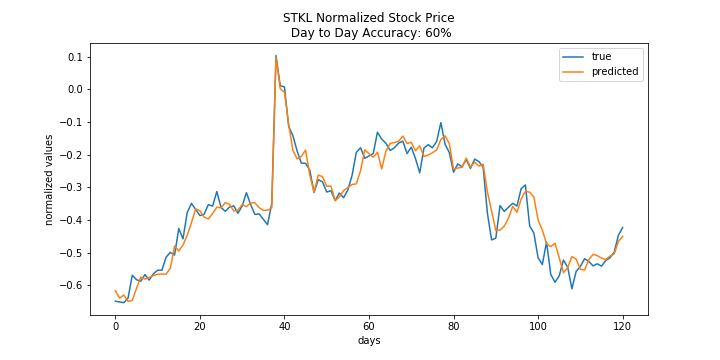 STKL Normalized Stock Price
Day to Day Accuracy: 60%
true
predicted
normalized values
0.1
0.0
−0.1
−0.2
−0.3
−0.4
−0.5
−0.6
0 20 40 60 80 100 120
days